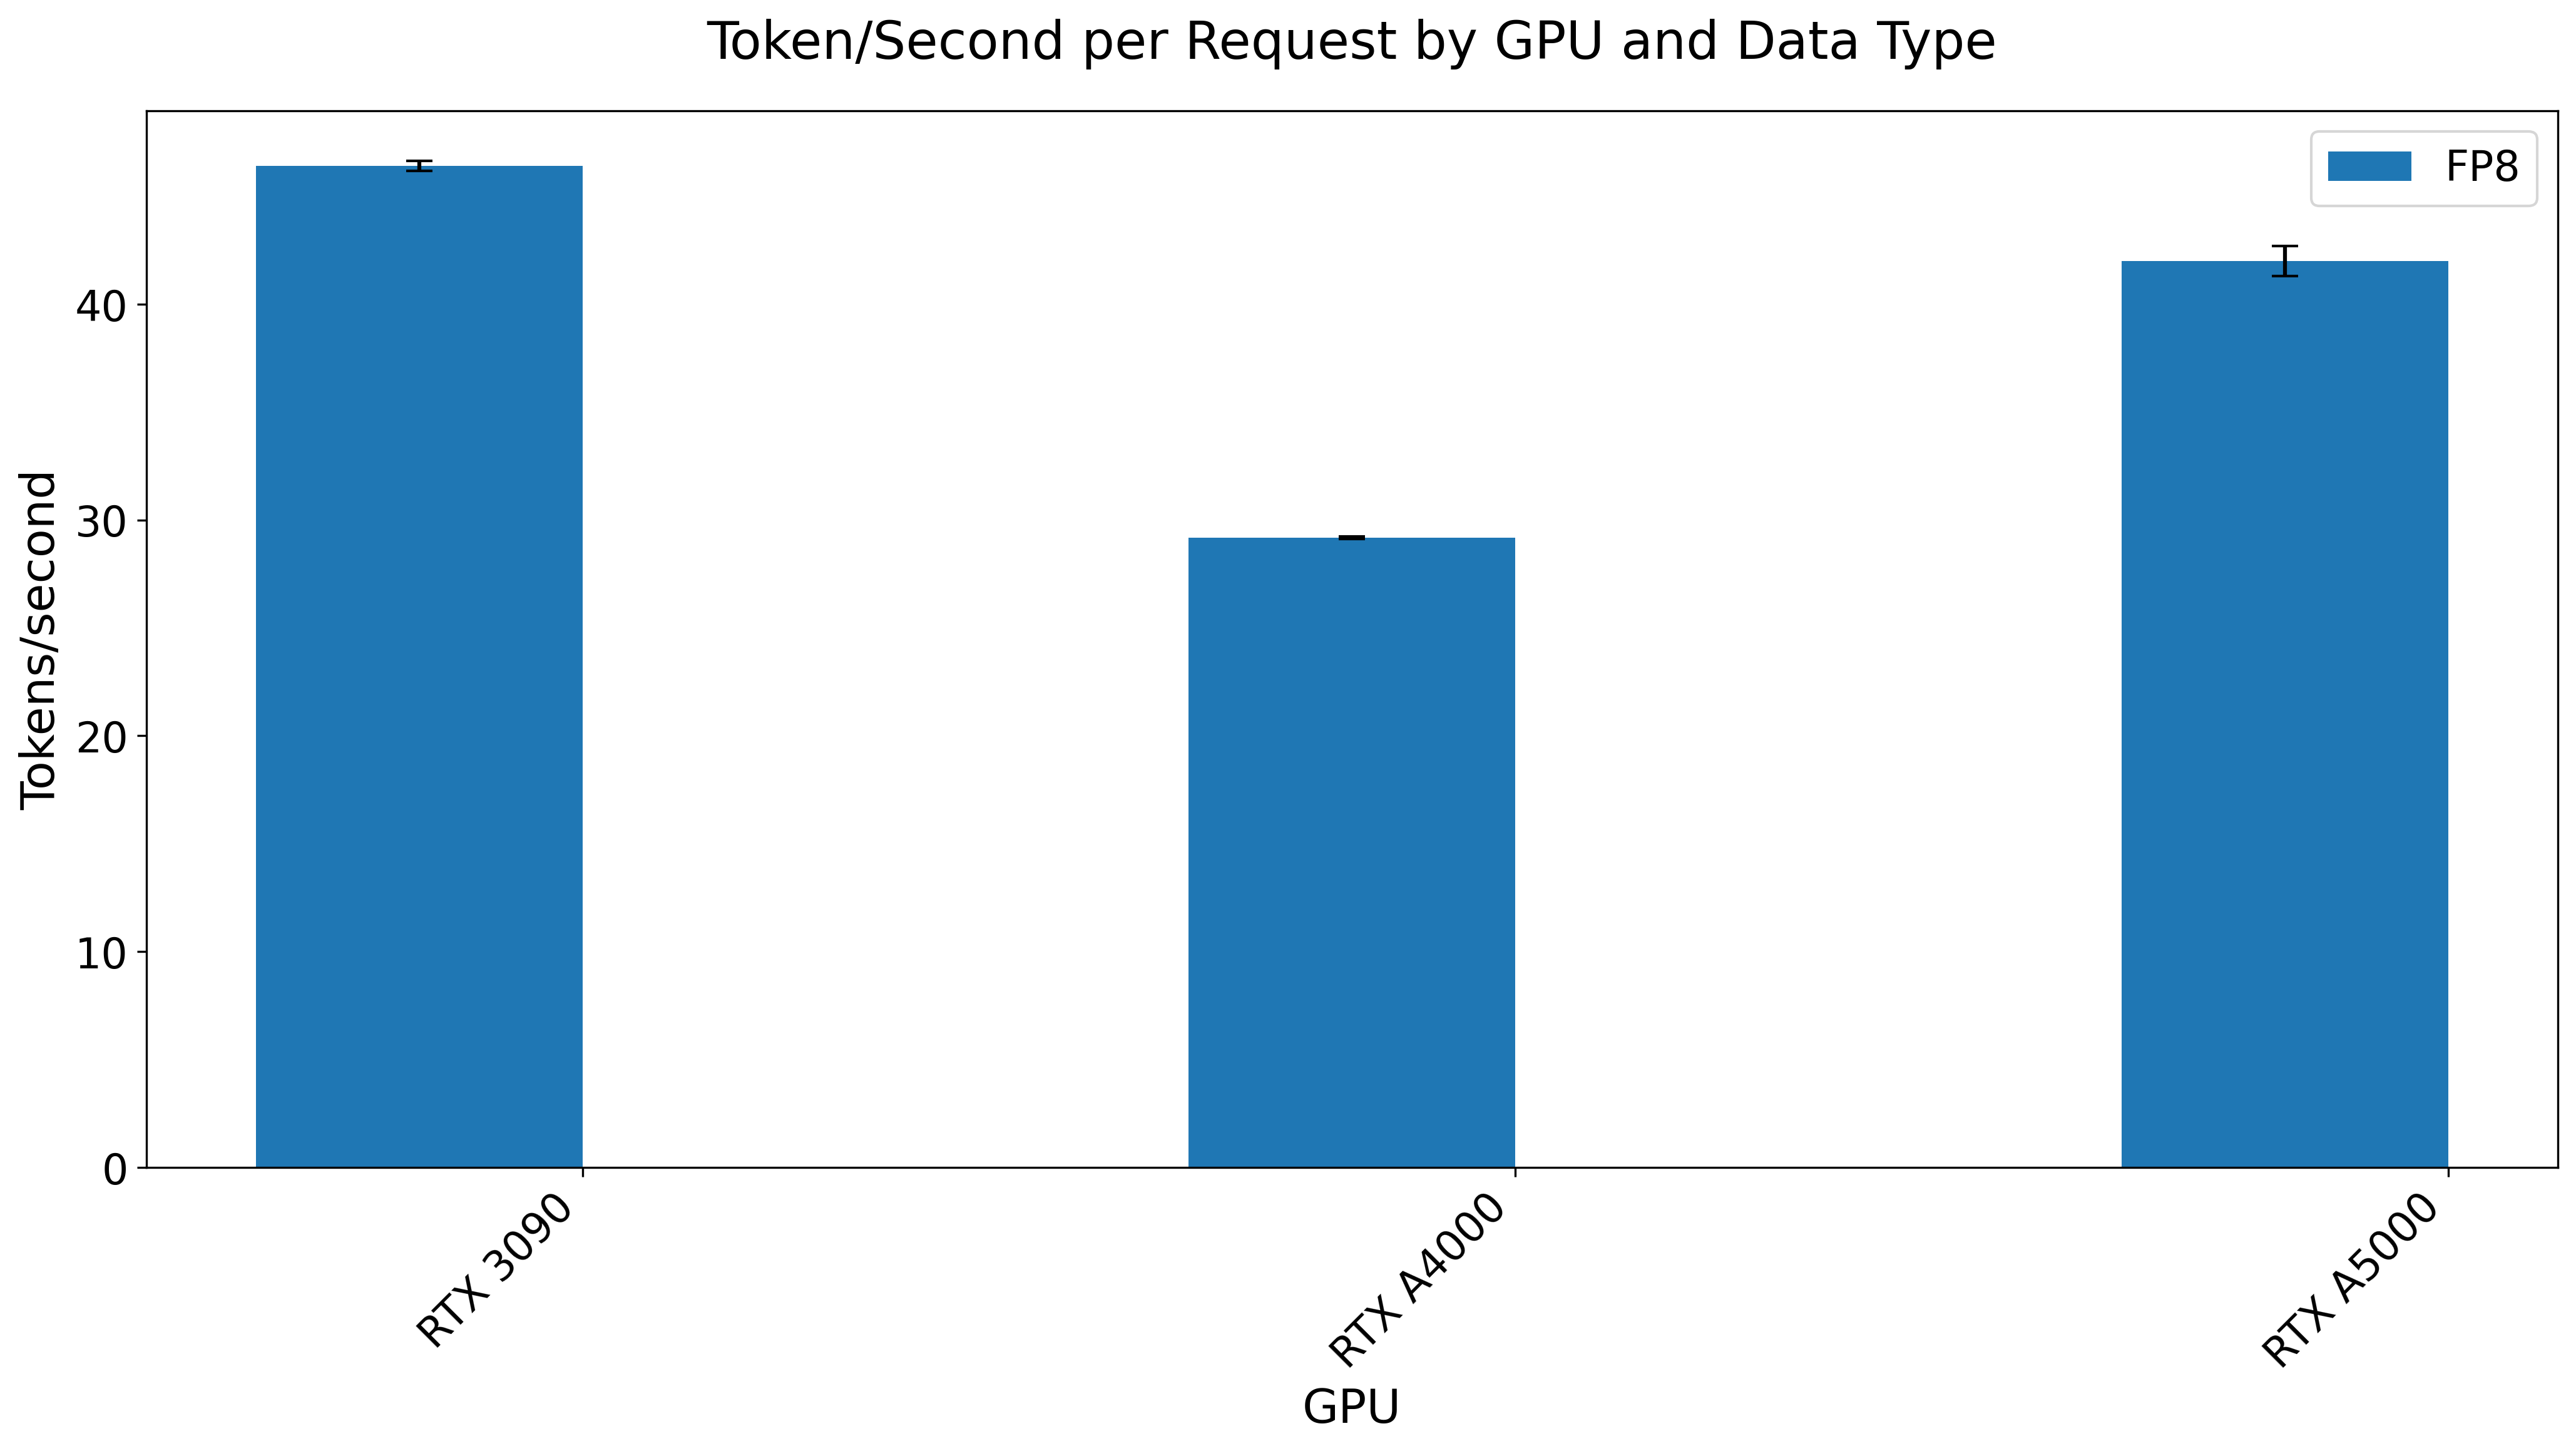 Token/Second per Request by GPU and Data Type
FP8
Tokens/second
40
30
20
10
0
RTX 3090
RTX A4000
RTX A5000
GPU